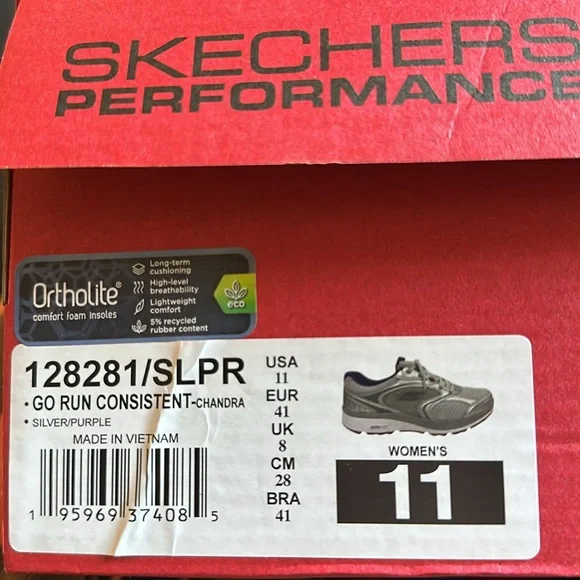 SKECHERS
PERFORMANCE
Ortholite®
comfort foam insoles
Long-term
cushioning
High-level
breathability
Lightweight
comfort
5% recycled
rubber content
eco
128281/SLPR
• GO RUN CONSISTENT-CHANDRA
• SILVER/PURPLE
MADE IN VIETNAM
1 95969 37408 5
USA
11
EUR
41
UK
8
CM
28
BRA
41
WOMEN'S
11